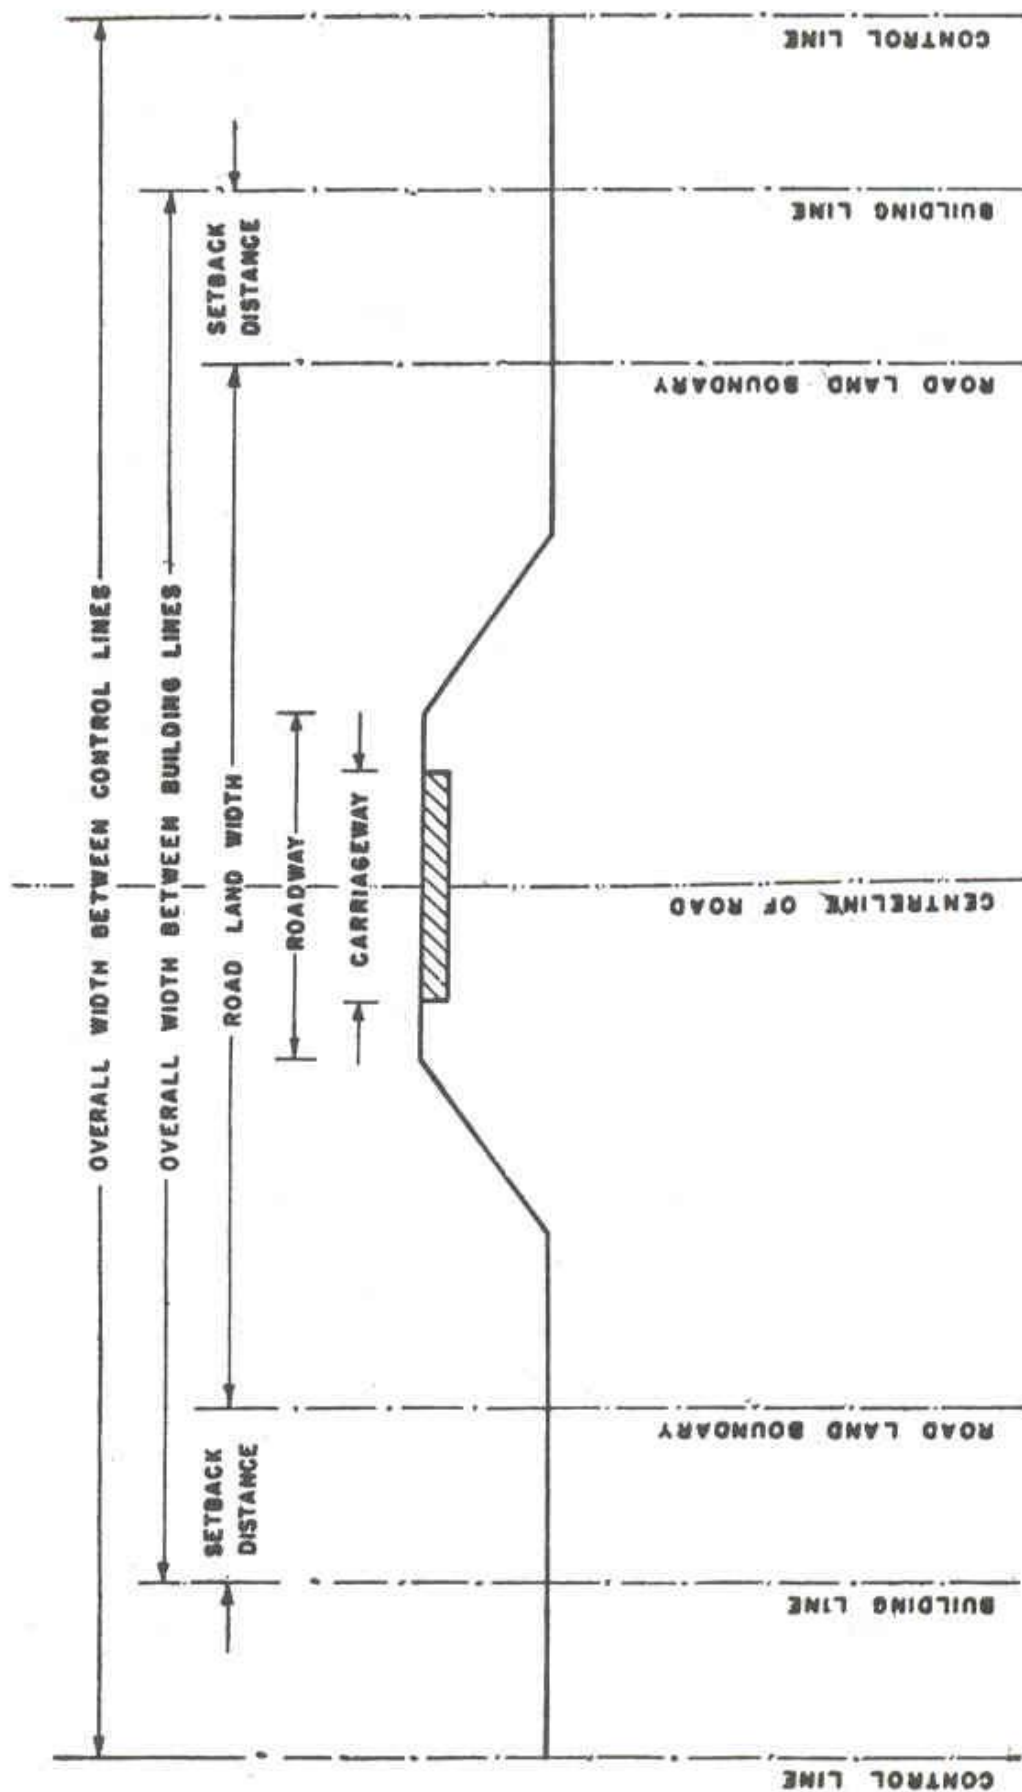 OVERALL WIDTH BETWEEN CONTROL LINES
OVERALL WIDTH BETWEEN BUILDING LINES
SETBACK
DISTANCE
ROAD LAND WIDTH
SETBACK
DISTANCE
ROADWAY
CARRIAGEWAY
CONTROL LINE
BUILDING LINE
ROAD LAND BOUNDARY
CENTRELINE OF ROAD
ROAD LAND BOUNDARY
BUILDING LINE
CONTROL LINE